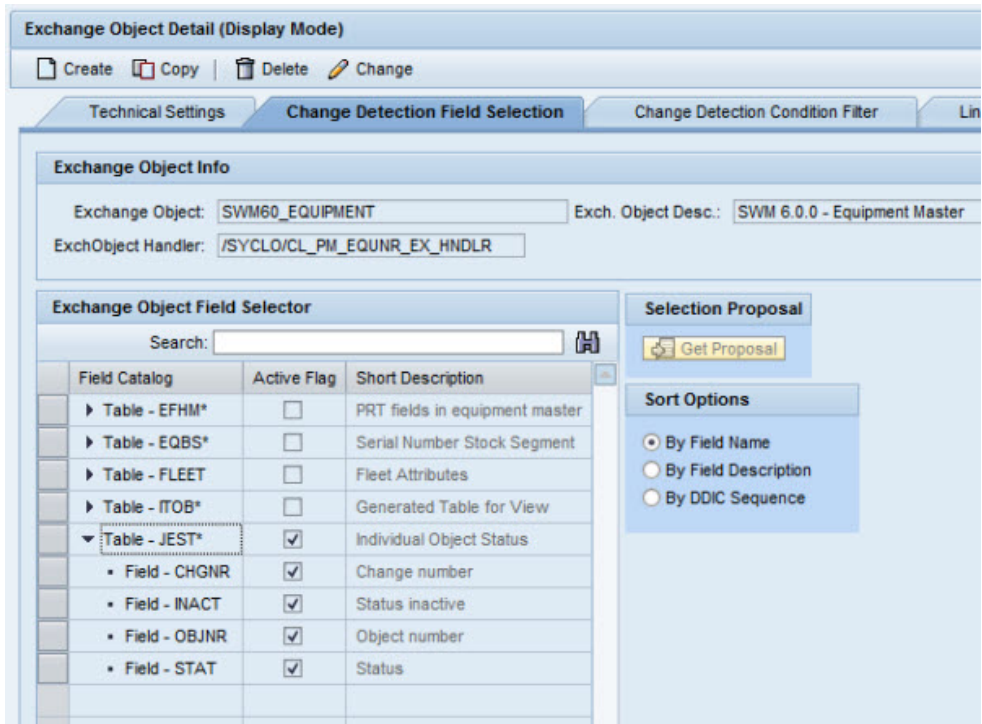 Exchange Object Detail (Display Mode)
Create Copy | Delete Change
Technical Settings Change Detection Field Selection Change Detection Condition Filter Lin
Exchange Object Info
Exchange Object: SWM60_EQUIPMENT Exch. Object Desc.: SWM 6.0.0 - Equipment Master
ExchObject Handler: /SYCLO/CL_PM_EQUNR_EX_HNDLR
Exchange Object Field Selector
Search:
Field Catalog Active Flag Short Description
Table - EFHM* PRT fields in equipment master
Table - EQBS* Serial Number Stock Segment
Table - FLEET Fleet Attributes
Table - ITOB* Generated Table for View
Table - JEST* Individual Object Status
Field - CHGNR Change number
Field - INACT Status inactive
Field - OBJNR Object number
Field - STAT Status
Selection Proposal
Get Proposal
Sort Options
By Field Name
By Field Description
By DDIC Sequence